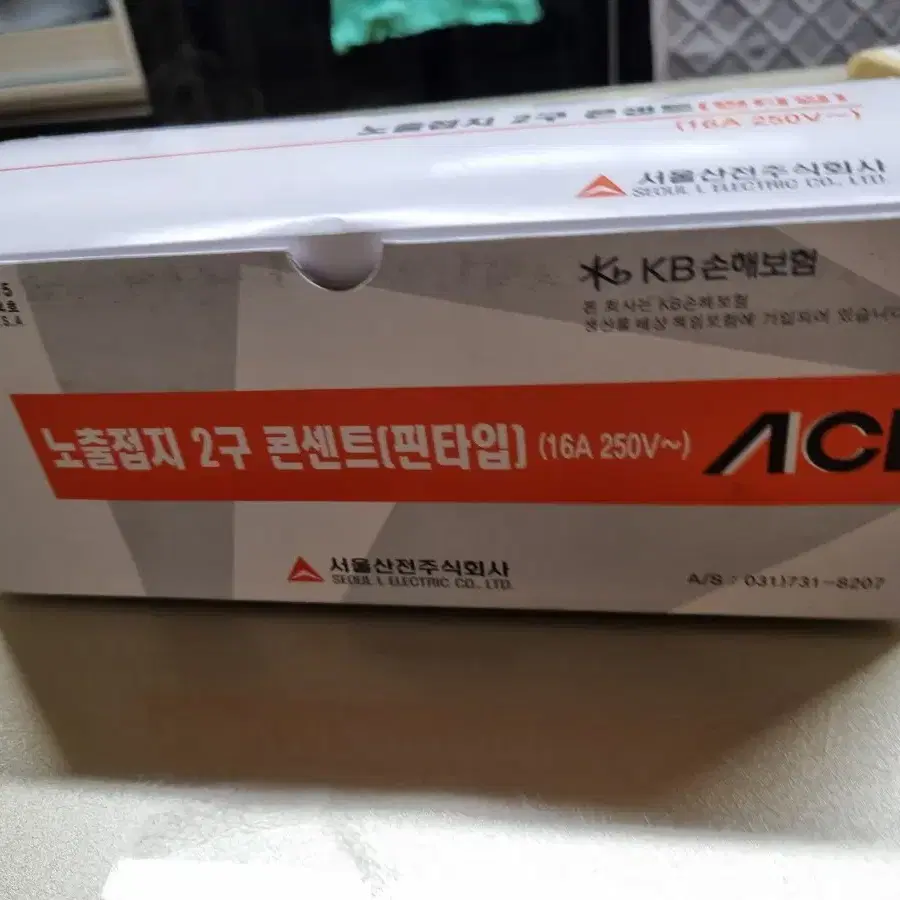 노출접지 2구 콘센트(핀타입)
(16A 250V~)
서울산전주식회사
SEOUL I. ELECTRIC CO., LTD.
KB손해보험
본 회사는 KB손해보험
생산물 배상 책임보험에 가입되어 있습니다
S.A
노출접지 2구 콘센트(핀타입) (16A 250V~)
서울산전주식회사
SEOUL I. ELECTRIC CO., LTD.
A/S : 031)731-8207